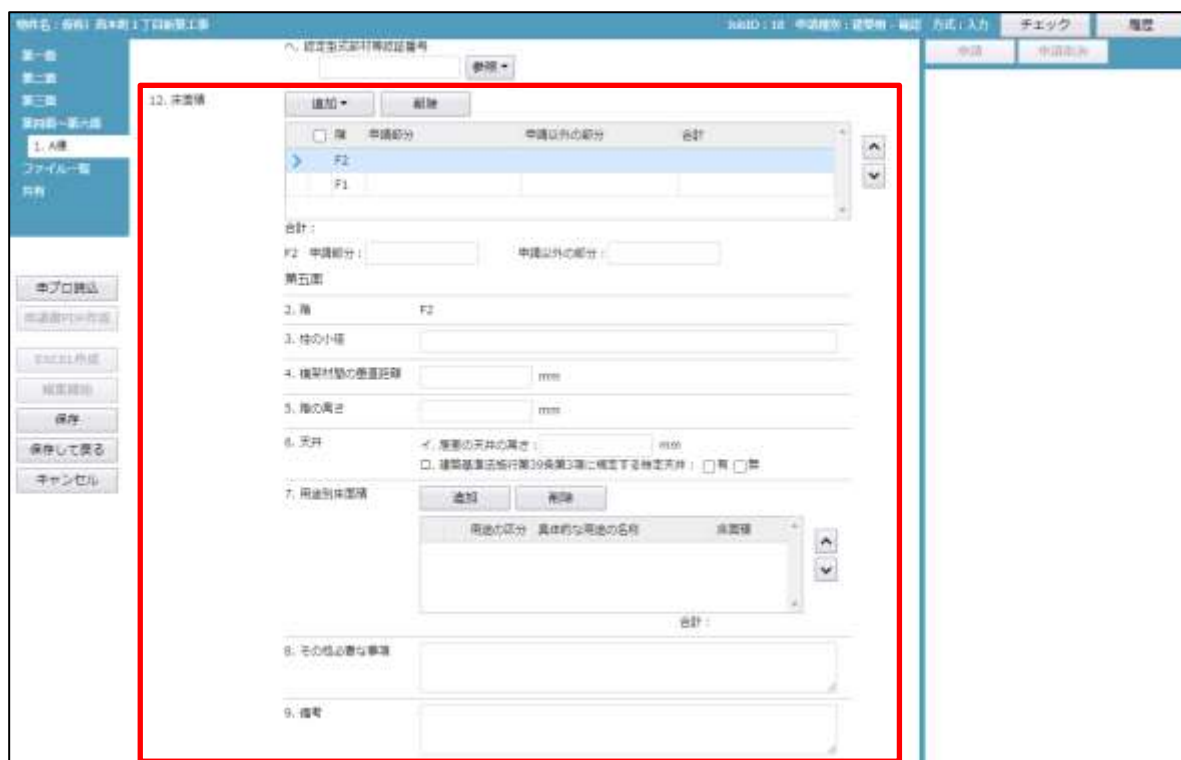 物件名：(仮称) 西本町1丁目新築工事 JobID：18 申請種別：建築物 - 確認 方式：入力 チェック 履歴
申請 申請取消
第一面
第二面
第三面
第四面～第六面
1. A棟
ファイル一覧
共有
申プロ読込
申請書PDF作成
EXCEL作成
編集開始
保存
保存して戻る
キャンセル
ヘ. 認定型式部材等認証番号
参照
12. 床面積 追加 削除
階 申請部分 申請以外の部分 合計
F2
F1
合計：
F2 申請部分： 申請以外の部分：
第五面
2. 階 F2
3. 柱の小径
4. 横架材間の垂直距離 mm
5. 階の高さ mm
6. 天井 イ. 居室の天井の高さ： mm
ロ. 建築基準法施行第39条第3項に規定する特定天井： 有 無
7. 用途別床面積 追加 削除
用途の区分 具体的な用途の名称 床面積
合計：
8. その他必要な事項
9. 備考